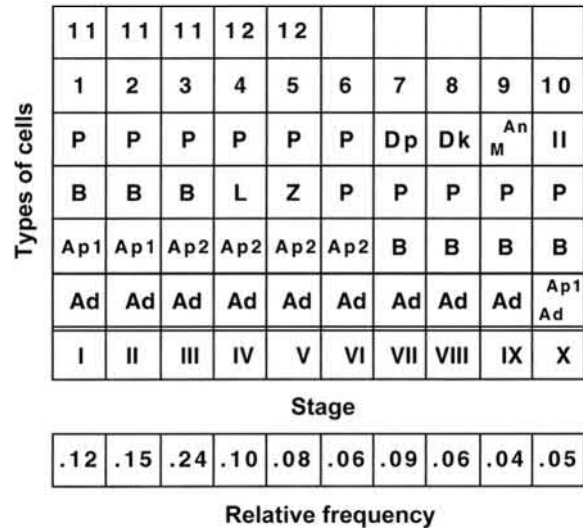 Types of cells
11 11 11 12 12
1 2 3 4 5 6 7 8 9 10
P P P P P P Dp Dk M An II
B B B L Z P P P P P
Ap1 Ap1 Ap2 Ap2 Ap2 Ap2 B B B B
Ad Ad Ad Ad Ad Ad Ad Ad Ad Ad Ap1
I II III IV V VI VII VIII IX X
Stage
.12 .15 .24 .10 .08 .06 .09 .06 .04 .05
Relative frequency